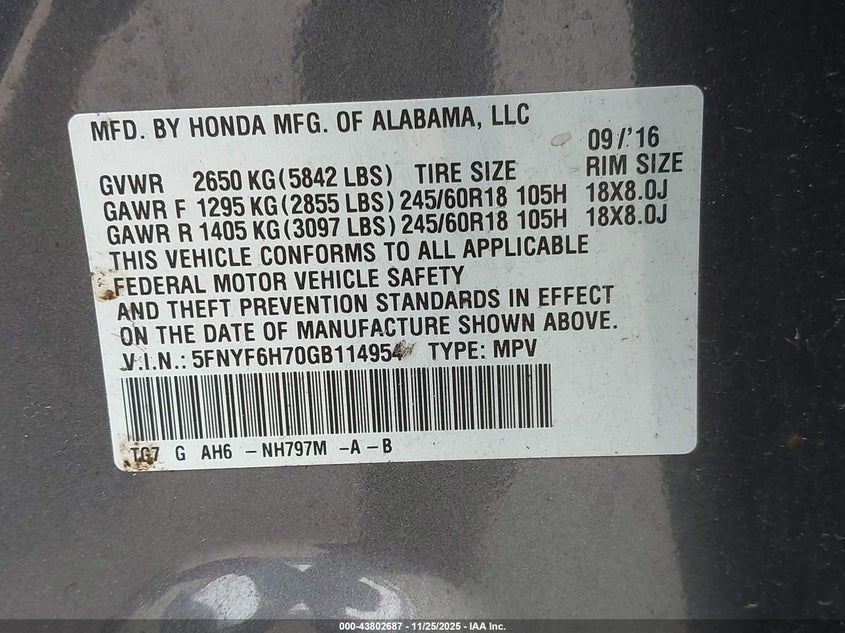 MFD. BY HONDA MFG. OF ALABAMA, LLC
09/'16
GVWR 2650 KG(5842 LBS) TIRE SIZE RIM SIZE
GAWR F 1295 KG(2855 LBS) 245/60R18 105H 18X8.0J
GAWR R 1405 KG(3097 LBS) 245/60R18 105H 18X8.0J
THIS VEHICLE CONFORMS TO ALL APPLICABLE
FEDERAL MOTOR VEHICLE SAFETY
AND THEFT PREVENTION STANDARDS IN EFFECT
ON THE DATE OF MANUFACTURE SHOWN ABOVE.
V.I.N.: 5FNYF6H70GB114954 TYPE: MPV
TG7 G AH6 -NH797M -A-B
000-43802687 - 11/25/2025 - IAA Inc.